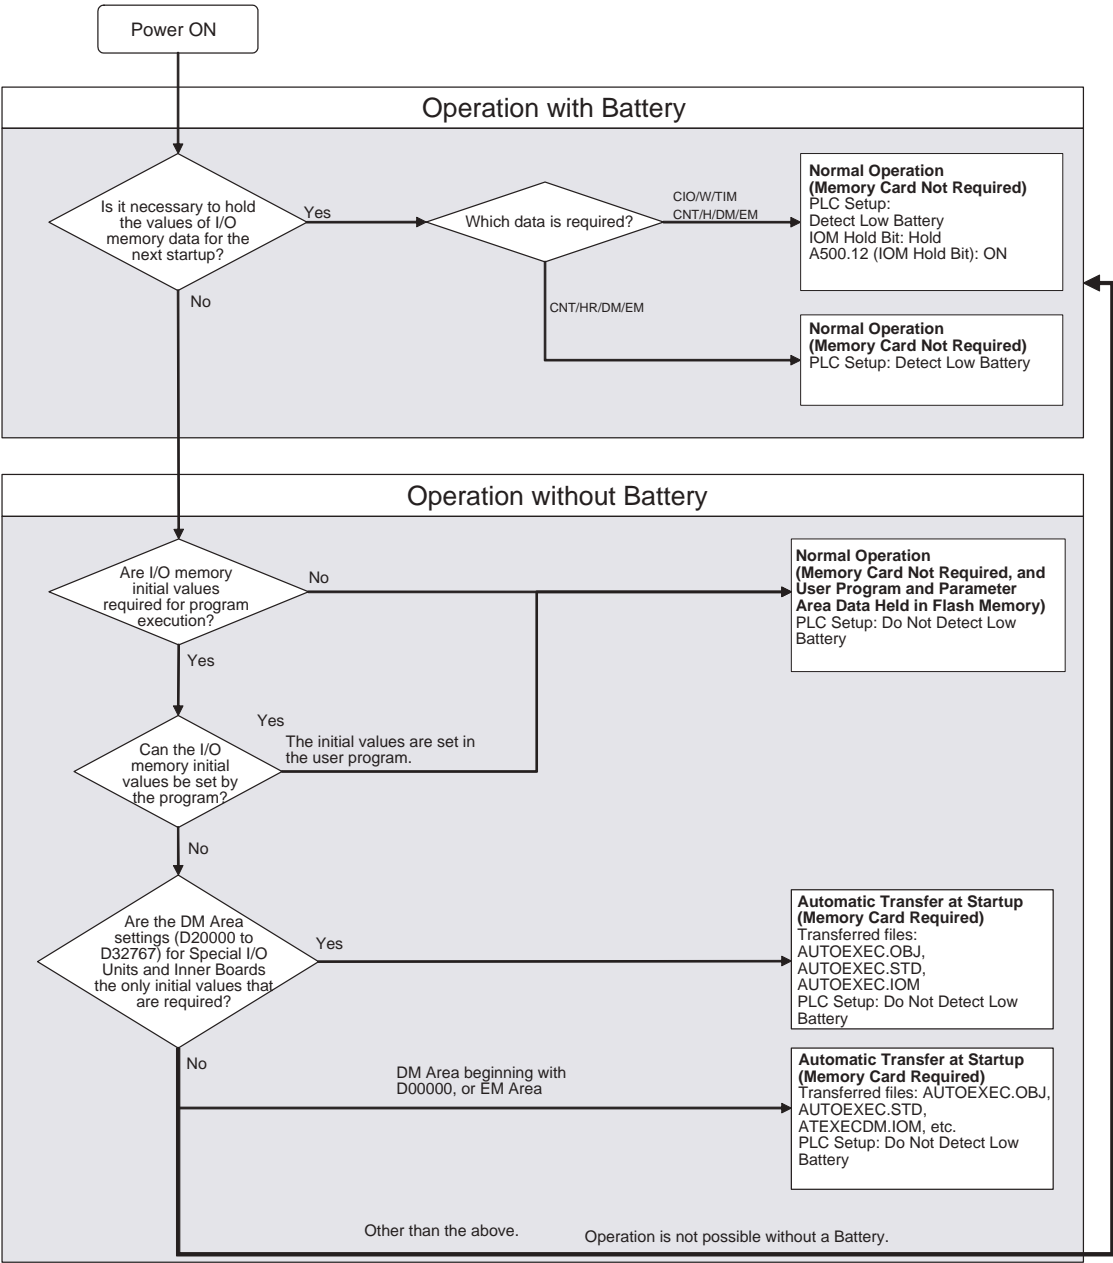 Power ON
Operation with Battery
Is it necessary to hold
the values of I/O
memory data for the
next startup?
Yes
No
Which data is required?
CIO/W/TIM
CNT/H/DM/EM
CNT/HR/DM/EM
Normal Operation
(Memory Card Not Required)
PLC Setup:
Detect Low Battery
IOM Hold Bit: Hold
A500.12 (IOM Hold Bit): ON
Normal Operation
(Memory Card Not Required)
PLC Setup: Detect Low Battery
Operation without Battery
Are I/O memory
initial values
required for program
execution?
No
Yes
Normal Operation
(Memory Card Not Required, and
User Program and Parameter
Area Data Held in Flash Memory)
PLC Setup: Do Not Detect Low
Battery
Can the I/O
memory initial
values be set by
the program?
Yes
The initial values are set in
the user program.
No
Are the DM Area
settings (D20000 to
D32767) for Special I/O
Units and Inner Boards
the only initial values that
are required?
Yes
No
Automatic Transfer at Startup
(Memory Card Required)
Transferred files:
AUTOEXEC.OBJ,
AUTOEXEC.STD,
AUTOEXEC.IOM
PLC Setup: Do Not Detect Low
Battery
DM Area beginning with
D00000, or EM Area
Automatic Transfer at Startup
(Memory Card Required)
Transferred files: AUTOEXEC.OBJ,
AUTOEXEC.STD,
ATEXECDM.IOM, etc.
PLC Setup: Do Not Detect Low
Battery
Other than the above.
Operation is not possible without a Battery.